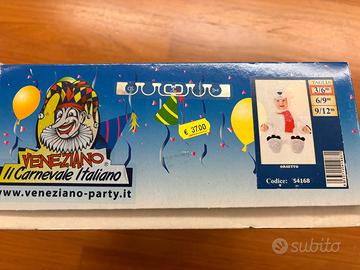 VENEZIANO
Il Carnevale Italiano
www.veneziano-party.it
€ 37,00
TAGLIE
3/6m
6/9m
9/12m
ORSETTO
Codice: 54168
subito